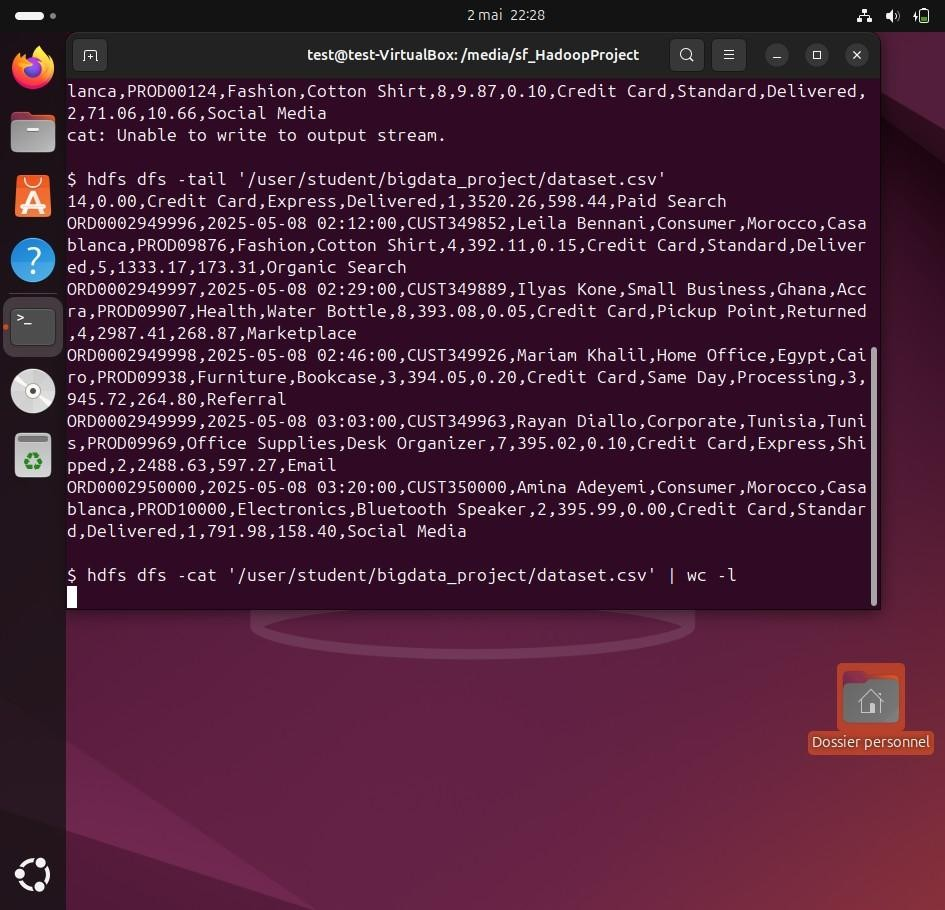 2 mai 22:28
test@test-VirtualBox: /media/sf_HadoopProject
lanca,PROD00124,Fashion,Cotton Shirt,8,9.87,0.10,Credit Card,Standard,Delivered,
2,71.06,10.66,Social Media
cat: Unable to write to output stream.
$ hdfs dfs -tail '/user/student/bigdata_project/dataset.csv'
14,0.00,Credit Card,Express,Delivered,1,3520.26,598.44,Paid Search
ORD0002949996,2025-05-08 02:12:00,CUST349852,Leila Bennani,Consumer,Morocco,Casa
blanca,PROD09876,Fashion,Cotton Shirt,4,392.11,0.15,Credit Card,Standard,Deliver
ed,5,1333.17,173.31,Organic Search
ORD0002949997,2025-05-08 02:29:00,CUST349889,Ilyas Kone,Small Business,Ghana,Acc
ra,PROD09907,Health,Water Bottle,8,393.08,0.05,Credit Card,Pickup Point,Returned
,4,2987.41,268.87,Marketplace
ORD0002949998,2025-05-08 02:46:00,CUST349926,Mariam Khalil,Home Office,Egypt,Cai
ro,PROD09938,Furniture,Bookcase,3,394.05,0.20,Credit Card,Same Day,Processing,3,
945.72,264.80,Referral
ORD0002949999,2025-05-08 03:03:00,CUST349963,Rayan Diallo,Corporate,Tunisia,Tuni
s,PROD09969,Office Supplies,Desk Organizer,7,395.02,0.10,Credit Card,Express,Shi
pped,2,2488.63,597.27,Email
ORD0002950000,2025-05-08 03:20:00,CUST350000,Amina Adeyemi,Consumer,Morocco,Casa
blanca,PROD10000,Electronics,Bluetooth Speaker,2,395.99,0.00,Credit Card,Standar
d,Delivered,1,791.98,158.40,Social Media
$ hdfs dfs -cat '/user/student/bigdata_project/dataset.csv' | wc -l
Dossier personnel